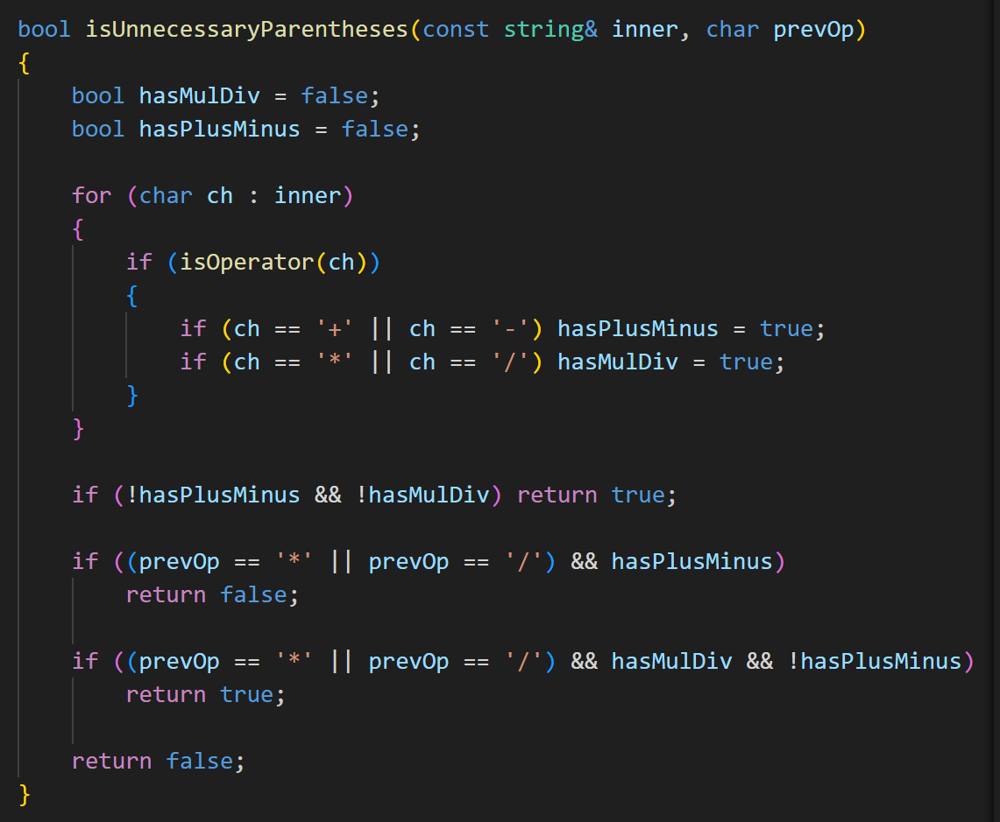 bool isUnnecessaryParentheses(const string& inner, char prevOp)
{
    bool hasMulDiv = false;
    bool hasPlusMinus = false;

    for (char ch : inner)
    {
        if (isOperator(ch))
        {
            if (ch == '+' || ch == '-') hasPlusMinus = true;
            if (ch == '*' || ch == '/') hasMulDiv = true;
        }
    }

    if (!hasPlusMinus && !hasMulDiv) return true;

    if ((prevOp == '*' || prevOp == '/') && hasPlusMinus)
        return false;

    if ((prevOp == '*' || prevOp == '/') && hasMulDiv && !hasPlusMinus)
        return true;

    return false;
}